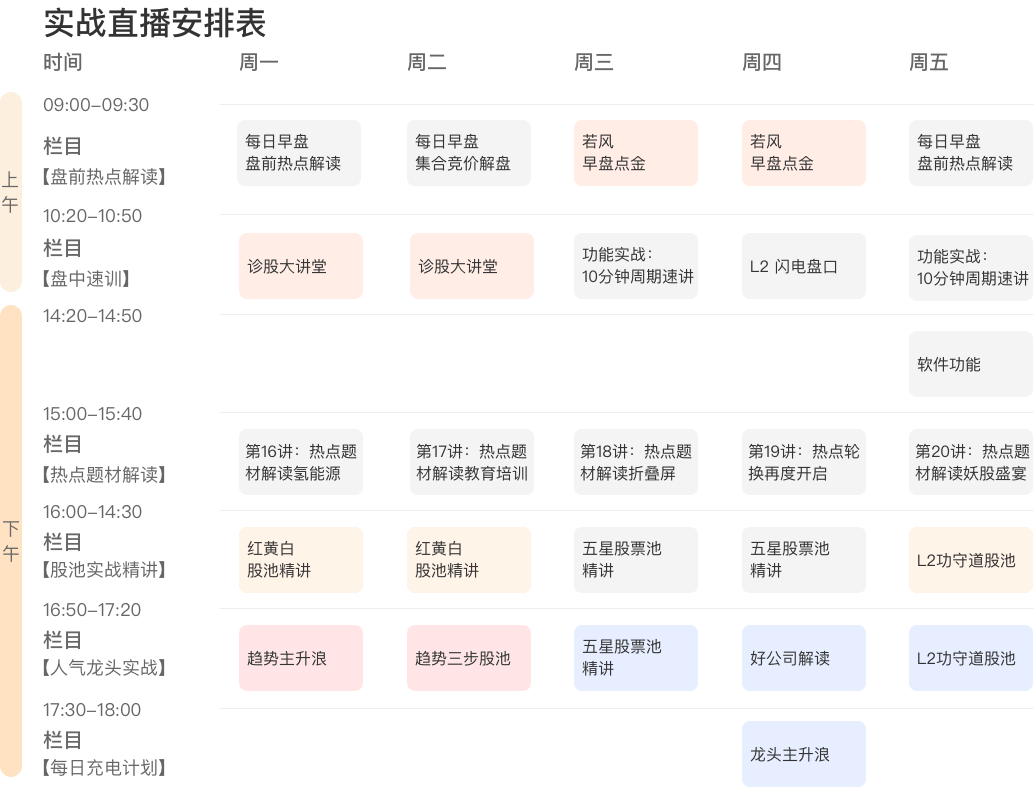 实战直播安排表
时间 周一 周二 周三 周四 周五
上午
09:00–09:30
栏目
【盘前热点解读】
每日早盘
盘前热点解读
每日早盘
集合竞价解盘
若风
早盘点金
若风
早盘点金
每日早盘
盘前热点解读
10:20–10:50
栏目
【盘中速训】
诊股大讲堂
诊股大讲堂
功能实战：
10分钟周期速讲
L2 闪电盘口
功能实战：
10分钟周期速讲
下午
14:20–14:50
软件功能
15:00–15:40
栏目
【热点题材解读】
第16讲：热点题
材解读氢能源
第17讲：热点题
材解读教育培训
第18讲：热点题
材解读折叠屏
第19讲：热点轮
换再度开启
第20讲：热点题
材解读妖股盛宴
16:00–14:30
栏目
【股池实战精讲】
红黄白
股池精讲
红黄白
股池精讲
五星股票池
精讲
五星股票池
精讲
L2功守道股池
16:50–17:20
栏目
【人气龙头实战】
趋势主升浪
趋势三步股池
五星股票池
精讲
好公司解读
L2功守道股池
17:30–18:00
栏目
【每日充电计划】
龙头主升浪